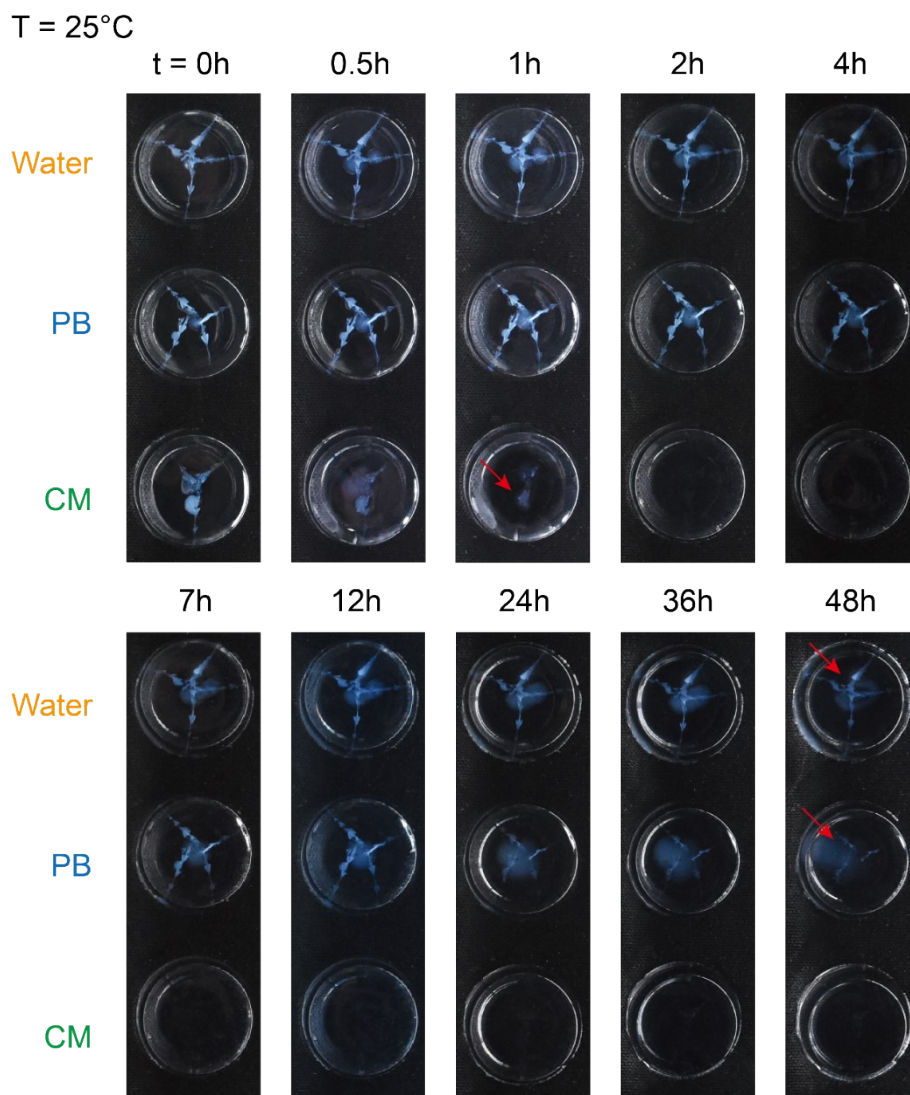 T = 25°C
t = 0h 0.5h 1h 2h 4h
Water
PB
CM
7h 12h 24h 36h 48h
Water
PB
CM